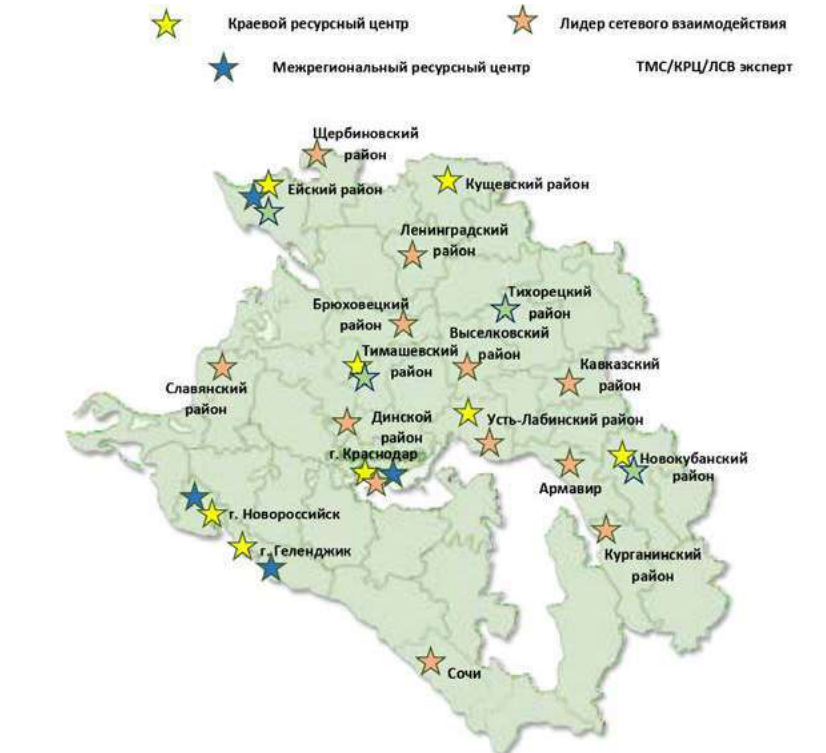 Краевой ресурсный центр
Лидер сетевого взаимодействия
Межрегиональный ресурсный центр
ТМС/КРЦ/ЛСВ эксперт
Щербиновский
район
Ейский район
Кущевский район
Ленинградский
район
Тихорецкий
район
Брюховецкий
район
Выселковский
район
Тимашевский
район
Кавказский
район
Славянский
район
Динской
район
Усть-Лабинский район
г. Краснодар
Новокубанский
район
Армавир
г. Новороссийск
г. Геленджик
Курганинский
район
Сочи